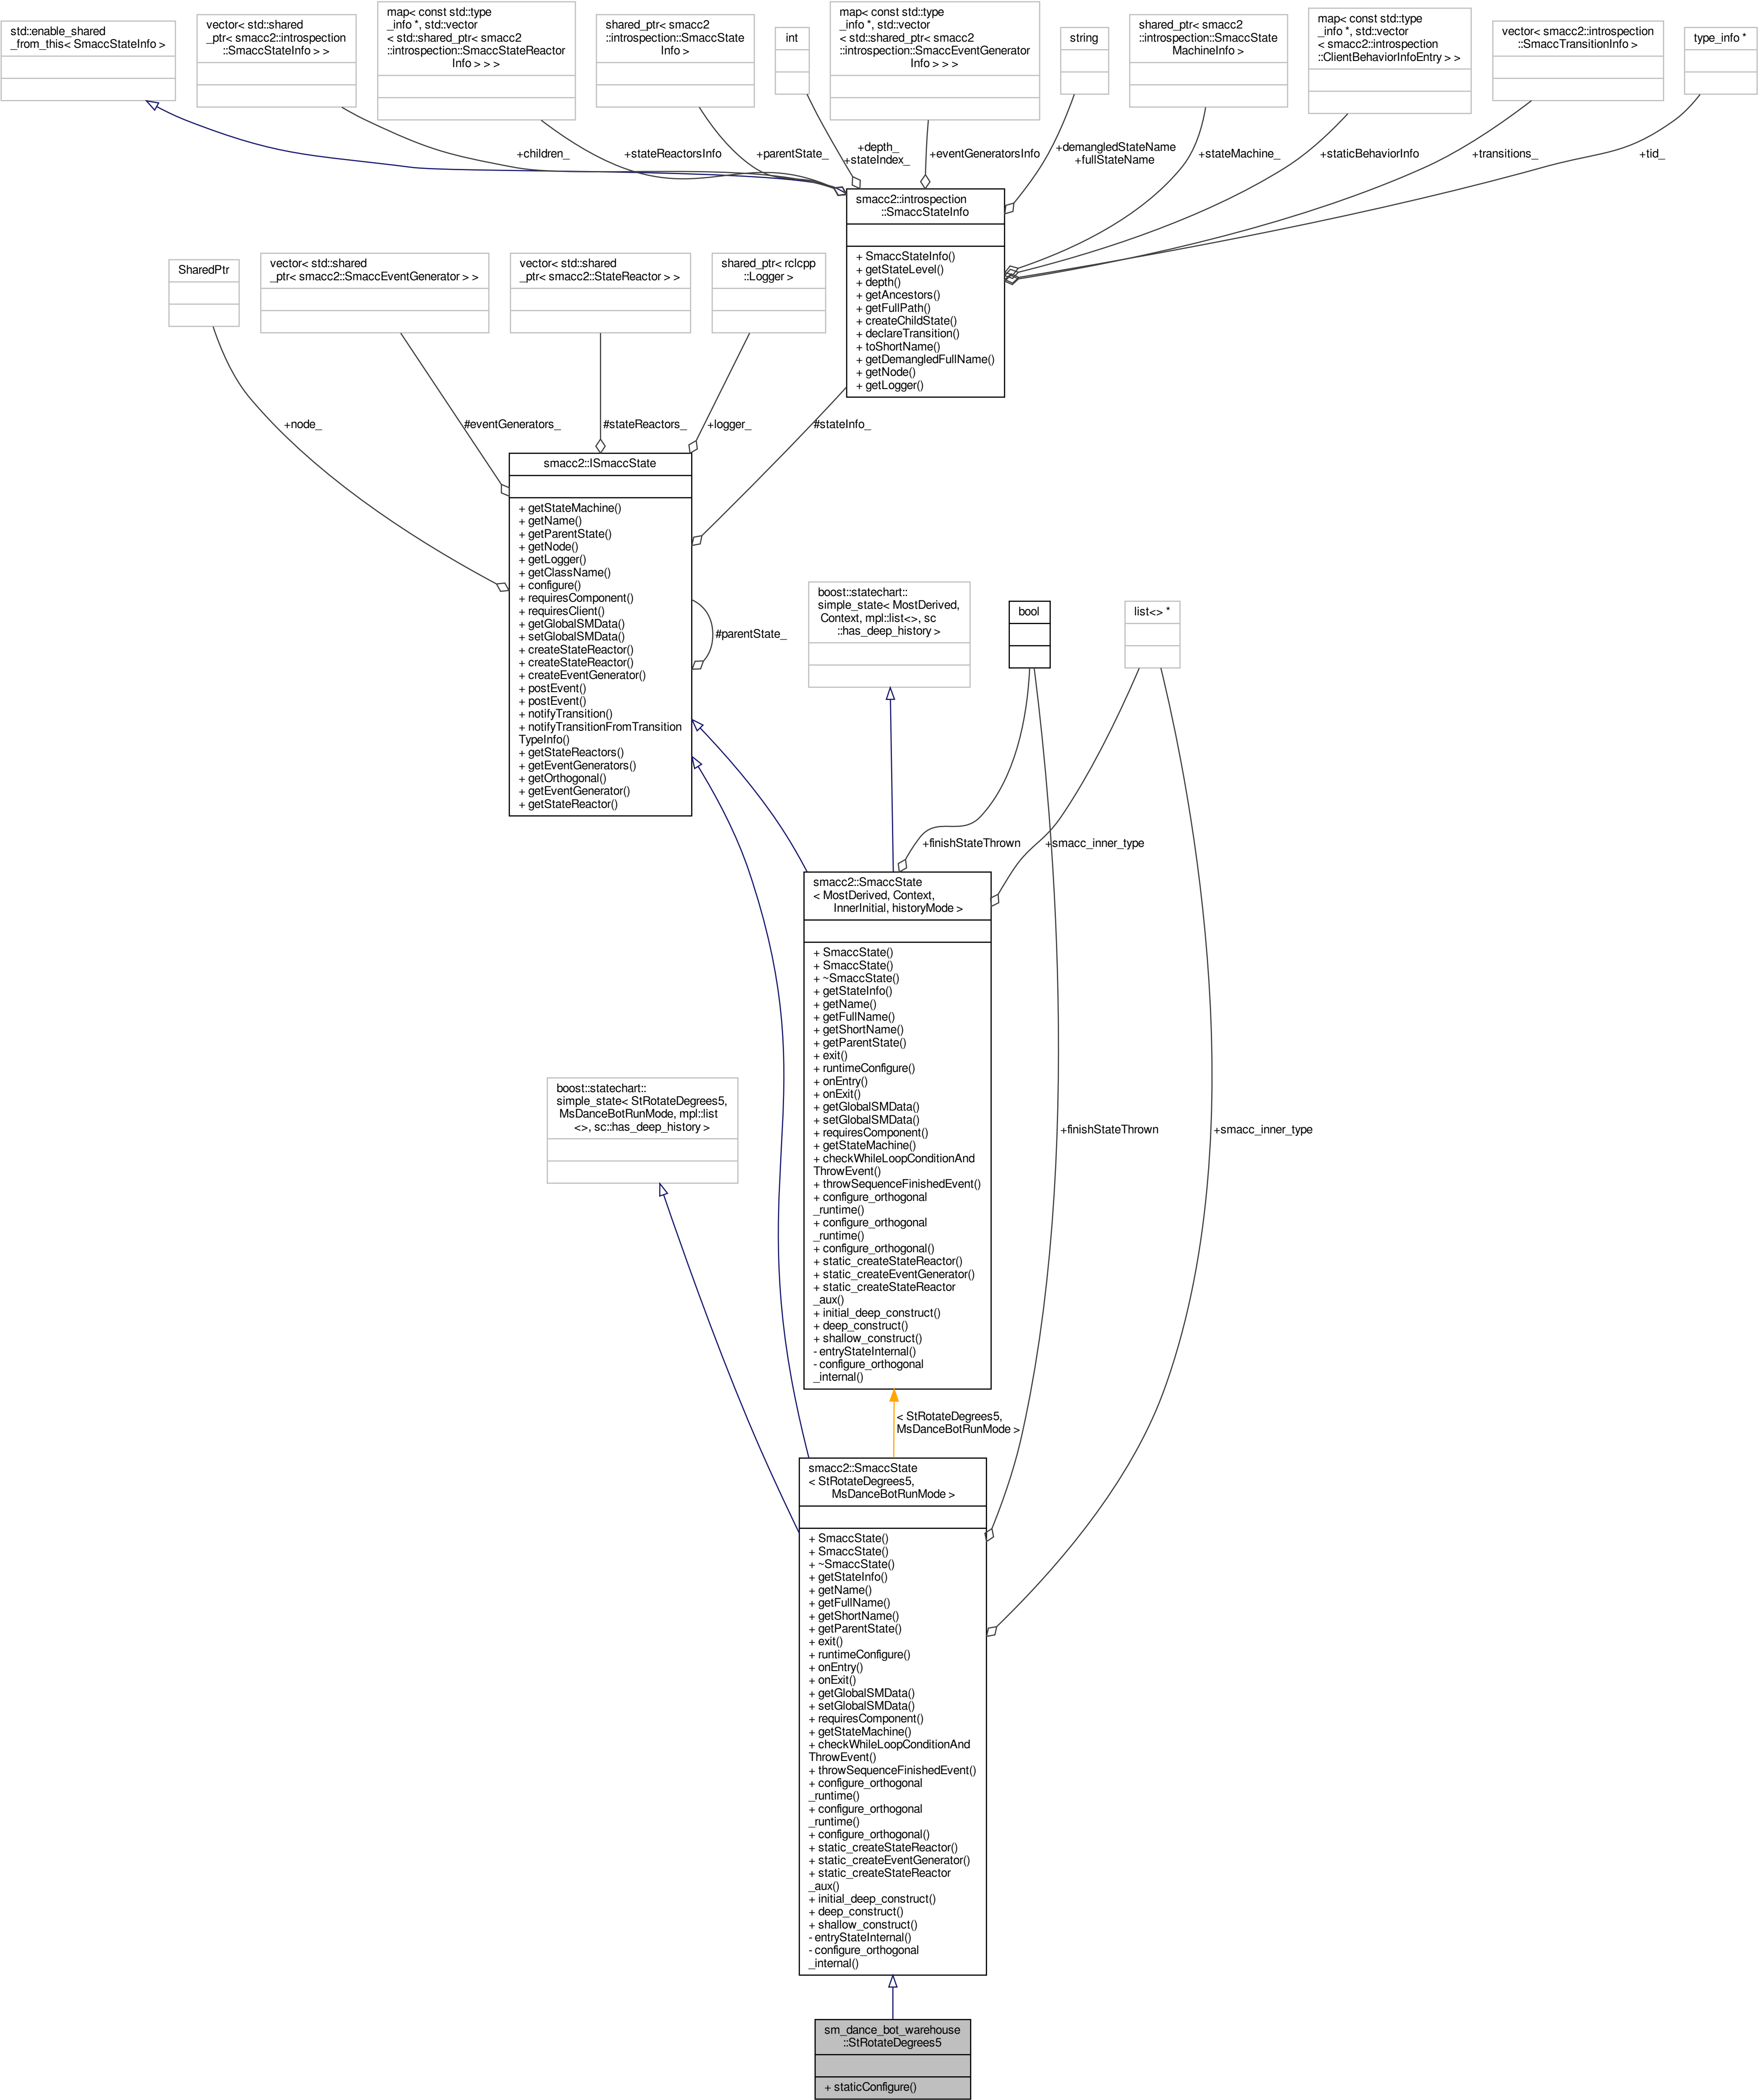 std::enable_shared
_from_this< SmaccStateInfo >
vector< std::shared
_ptr< smacc2::introspection
::SmaccStateInfo > >
map< const std::type
_info *, std::vector
< std::shared_ptr< smacc2
::introspection::SmaccStateReactor
Info > > >
shared_ptr< smacc2
::introspection::SmaccState
Info >
int
map< const std::type
_info *, std::vector
< std::shared_ptr< smacc2
::introspection::SmaccEventGenerator
Info > > >
string
shared_ptr< smacc2
::introspection::SmaccState
MachineInfo >
map< const std::type
_info *, std::vector
< smacc2::introspection
::ClientBehaviorInfoEntry > >
vector< smacc2::introspection
::SmaccTransitionInfo >
type_info *
+children_
+stateReactorsInfo
+parentState_
+depth_
+stateIndex_
+eventGeneratorsInfo
+demangledStateName
+fullStateName
+stateMachine_
+staticBehaviorInfo
+transitions_
+tid_
smacc2::introspection
::SmaccStateInfo
+ SmaccStateInfo()
+ getStateLevel()
+ depth()
+ getAncestors()
+ getFullPath()
+ createChildState()
+ declareTransition()
+ toShortName()
+ getDemangledFullName()
+ getNode()
+ getLogger()
SharedPtr
vector< std::shared
_ptr< smacc2::SmaccEventGenerator > >
vector< std::shared
_ptr< smacc2::StateReactor > >
shared_ptr< rclcpp
::Logger >
+node_
#eventGenerators_
#stateReactors_
+logger_
#stateInfo_
smacc2::ISmaccState
+ getStateMachine()
+ getName()
+ getParentState()
+ getNode()
+ getLogger()
+ getClassName()
+ configure()
+ requiresComponent()
+ requiresClient()
+ getGlobalSMData()
+ setGlobalSMData()
+ createStateReactor()
+ createStateReactor()
+ createEventGenerator()
+ postEvent()
+ postEvent()
+ notifyTransition()
+ notifyTransitionFromTransition
TypeInfo()
+ getStateReactors()
+ getEventGenerators()
+ getOrthogonal()
+ getEventGenerator()
+ getStateReactor()
#parentState_
boost::statechart::
simple_state< MostDerived,
Context, mpl::list<>, sc
::has_deep_history >
bool
list<> *
+finishStateThrown
+smacc_inner_type
smacc2::SmaccState
< MostDerived, Context,
InnerInitial, historyMode >
+ SmaccState()
+ SmaccState()
+ ~SmaccState()
+ getStateInfo()
+ getName()
+ getFullName()
+ getShortName()
+ getParentState()
+ exit()
+ runtimeConfigure()
+ onEntry()
+ onExit()
+ getGlobalSMData()
+ setGlobalSMData()
+ requiresComponent()
+ getStateMachine()
+ checkWhileLoopConditionAnd
ThrowEvent()
+ throwSequenceFinishedEvent()
+ configure_orthogonal
_runtime()
+ configure_orthogonal
_runtime()
+ configure_orthogonal()
+ static_createStateReactor()
+ static_createEventGenerator()
+ static_createStateReactor
_aux()
+ initial_deep_construct()
+ deep_construct()
+ shallow_construct()
- entryStateInternal()
- configure_orthogonal
_internal()
boost::statechart::
simple_state< StRotateDegrees5,
MsDanceBotRunMode, mpl::list
<>, sc::has_deep_history >
+finishStateThrown
+smacc_inner_type
< StRotateDegrees5,
MsDanceBotRunMode >
smacc2::SmaccState
< StRotateDegrees5,
MsDanceBotRunMode >
+ SmaccState()
+ SmaccState()
+ ~SmaccState()
+ getStateInfo()
+ getName()
+ getFullName()
+ getShortName()
+ getParentState()
+ exit()
+ runtimeConfigure()
+ onEntry()
+ onExit()
+ getGlobalSMData()
+ setGlobalSMData()
+ requiresComponent()
+ getStateMachine()
+ checkWhileLoopConditionAnd
ThrowEvent()
+ throwSequenceFinishedEvent()
+ configure_orthogonal
_runtime()
+ configure_orthogonal
_runtime()
+ configure_orthogonal()
+ static_createStateReactor()
+ static_createEventGenerator()
+ static_createStateReactor
_aux()
+ initial_deep_construct()
+ deep_construct()
+ shallow_construct()
- entryStateInternal()
- configure_orthogonal
_internal()
sm_dance_bot_warehouse
::StRotateDegrees5
+ staticConfigure()